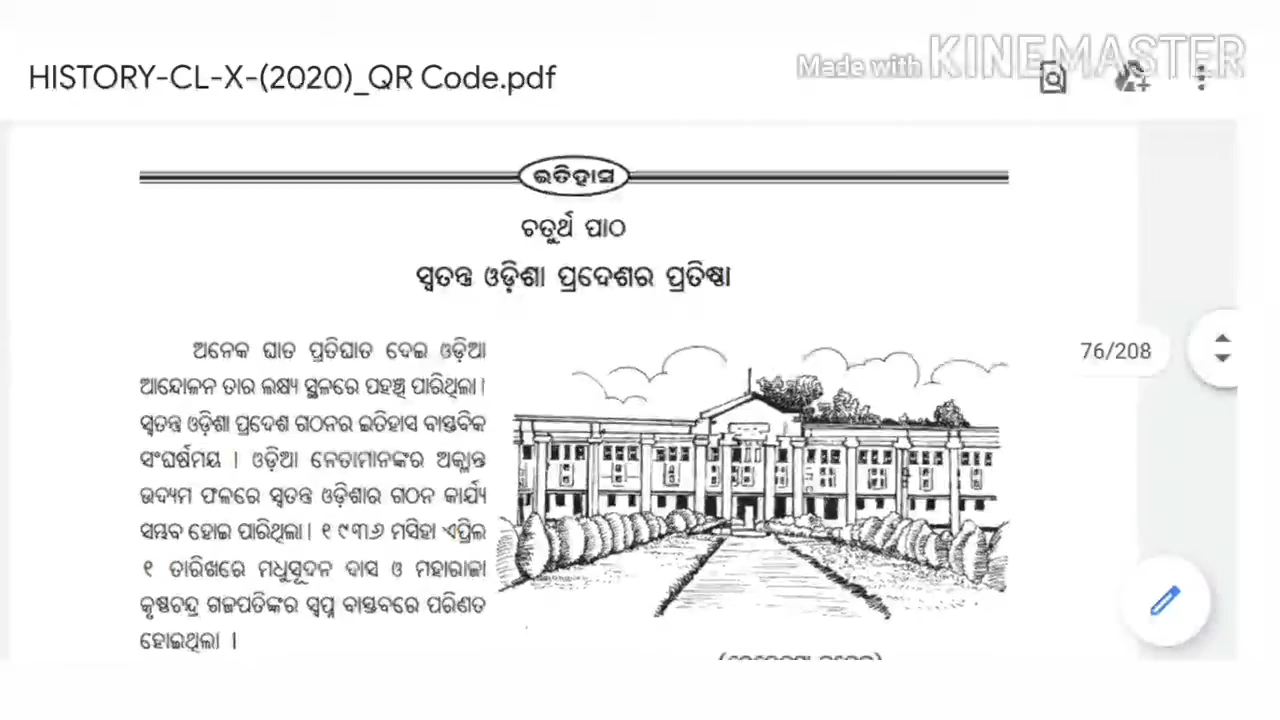 Made with KINEMASTER
HISTORY-CL-X-(2020)_QR Code.pdf
ଇତିହାସ
ଚତୁର୍ଥ ପାଠ
ସ୍ୱତନ୍ତ୍ର ଓଡ଼ିଶା ପ୍ରଦେଶର ପ୍ରତିଷ୍ଠା
ଅନେକ ଘାତ ପ୍ରତିଘାତ ଦେଇ ଓଡ଼ିଆ
ଆନ୍ଦୋଳନ ତାର ଲକ୍ଷ୍ୟ ସ୍ଥଳରେ ପହଞ୍ଚି ପାରିଥିଲା ।
ସ୍ୱତନ୍ତ୍ର ଓଡ଼ିଶା ପ୍ରଦେଶ ଗଠନର ଇତିହାସ ବାସ୍ତବିକ
ସଂଘର୍ଷମୟ । ଓଡ଼ିଆ ନେତାମାନଙ୍କର ଅକ୍ଳାନ୍ତ
ଉଦ୍ୟମ ଫଳରେ ସ୍ୱତନ୍ତ୍ର ଓଡ଼ିଶାର ଗଠନ କାର୍ଯ୍ୟ
ସମ୍ଭବ ହୋଇ ପାରିଥିଲା । ୧୯୩୬ ମସିହା ଏପ୍ରିଲ
୧ ତାରିଖରେ ମଧୁସୂଦନ ଦାସ ଓ ମହାରାଜା
କୃଷ୍ଣଚନ୍ଦ୍ର ଗଜପତିଙ୍କର ସ୍ୱପ୍ନ ବାସ୍ତବରେ ପରିଣତ
ହୋଇଥିଲା ।
76/208